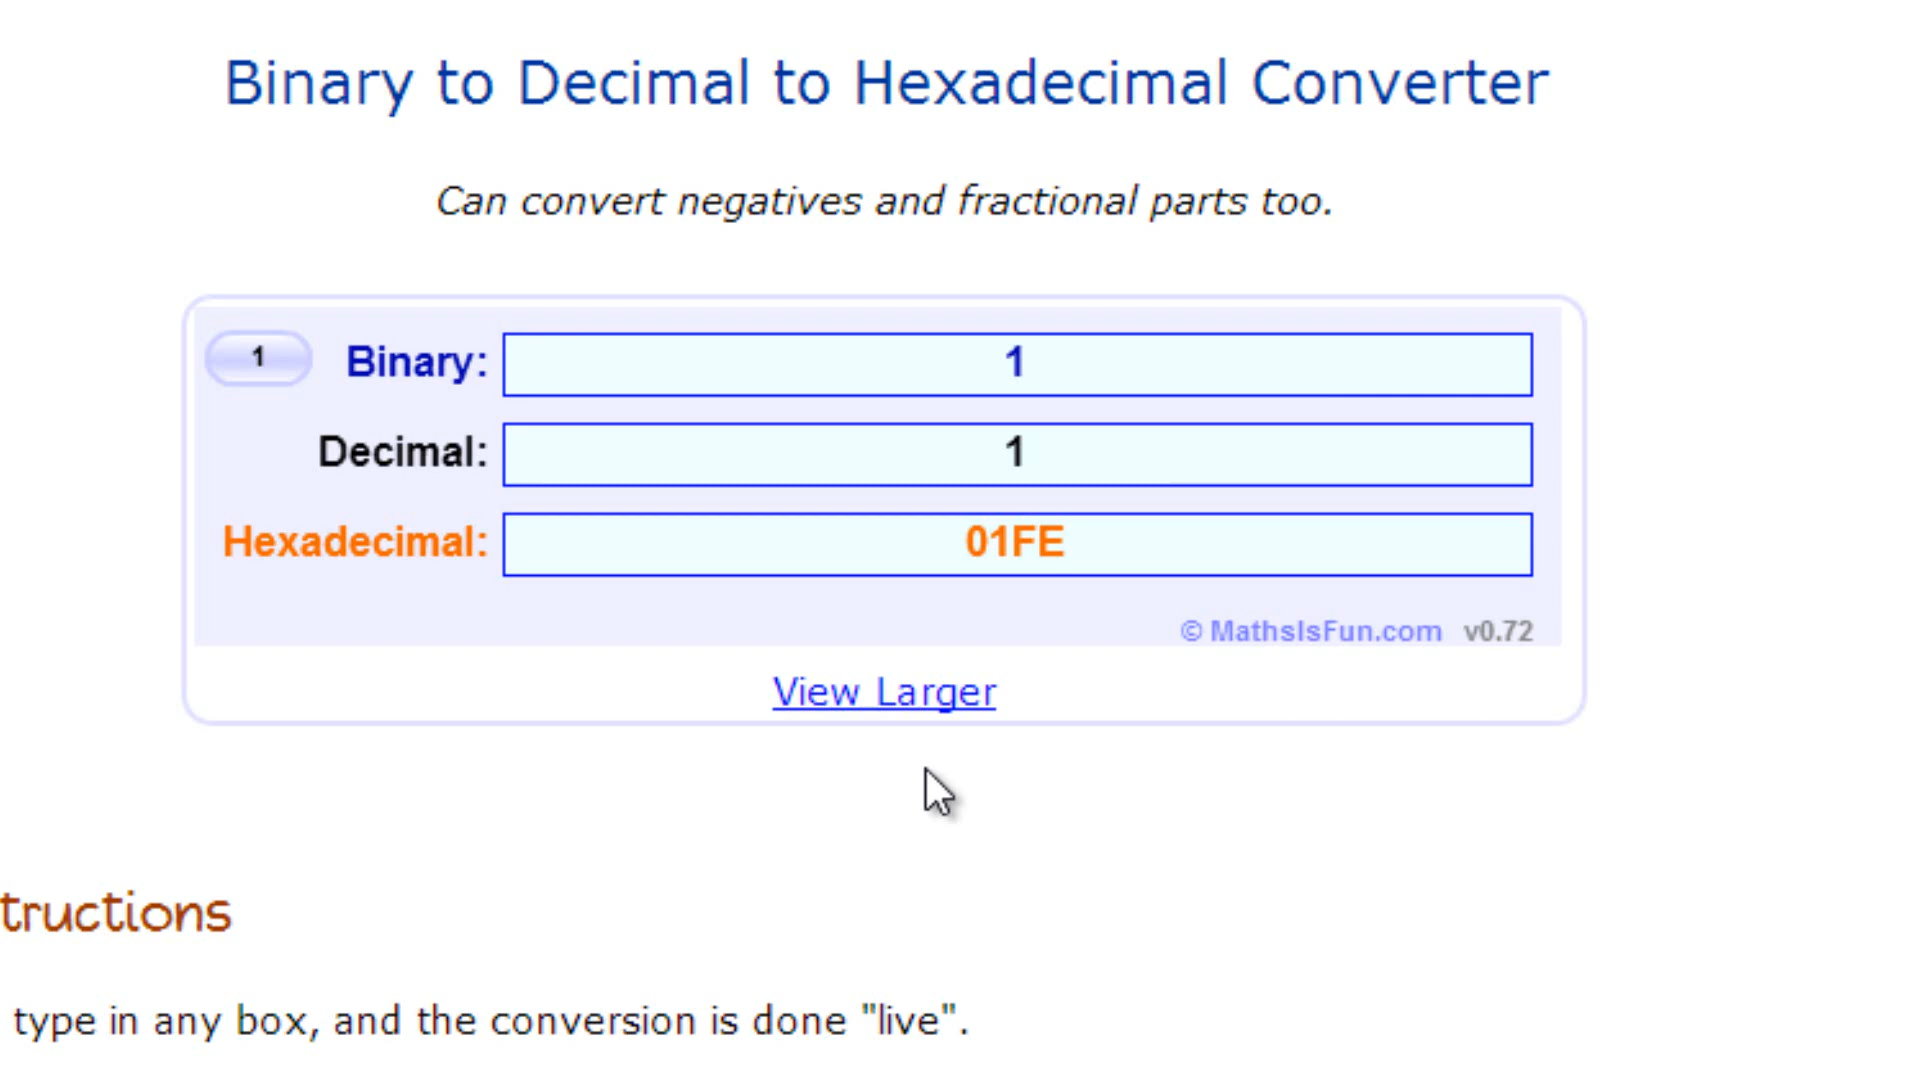 Binary to Decimal to Hexadecimal Converter
Can convert negatives and fractional parts too.
1 Binary: 1
Decimal: 1
Hexadecimal: 01FE
© MathsIsFun.com v0.72
View Larger
tructions
type in any box, and the conversion is done "live".